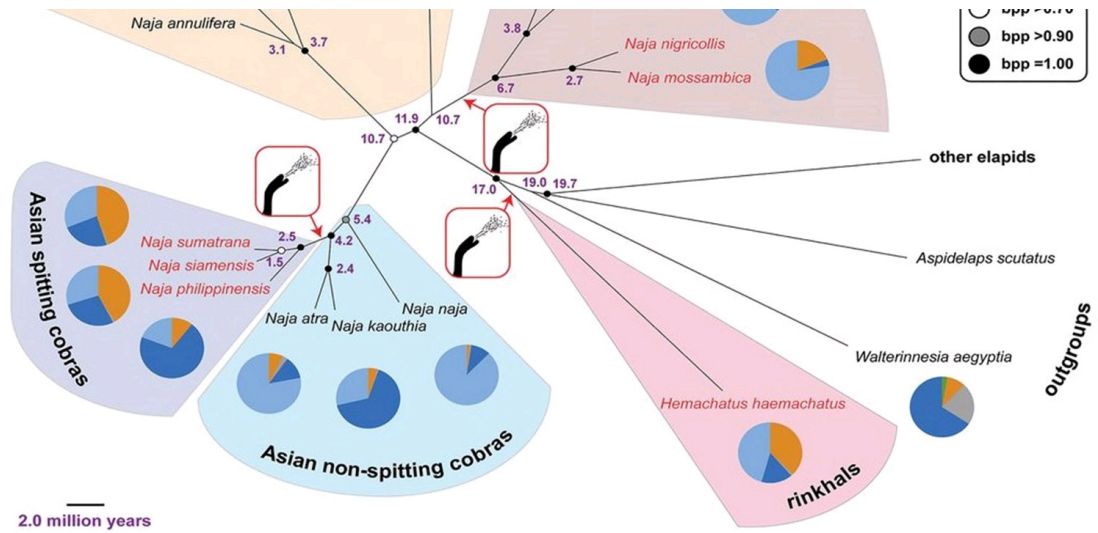 bpp >0.70
Naja annulifera
3.1
3.7
3.8
bpp >0.90
Naja nigricollis
bpp =1.00
Naja mossambica
6.7
2.7
11.9
10.7
10.7
other elapids
17.0
19.0
19.7
Asian spitting cobras
5.4
Naja sumatrana
2.5
4.2
Naja siamensis
1.5
Aspidelaps scutatus
2.4
Naja philippinensis
Naja naja
Naja atra
Naja kaouthia
Walterinnesia aegyptia
outgroups
Hemachatus haemachatus
Asian non-spitting cobras
rinkhals
2.0 million years